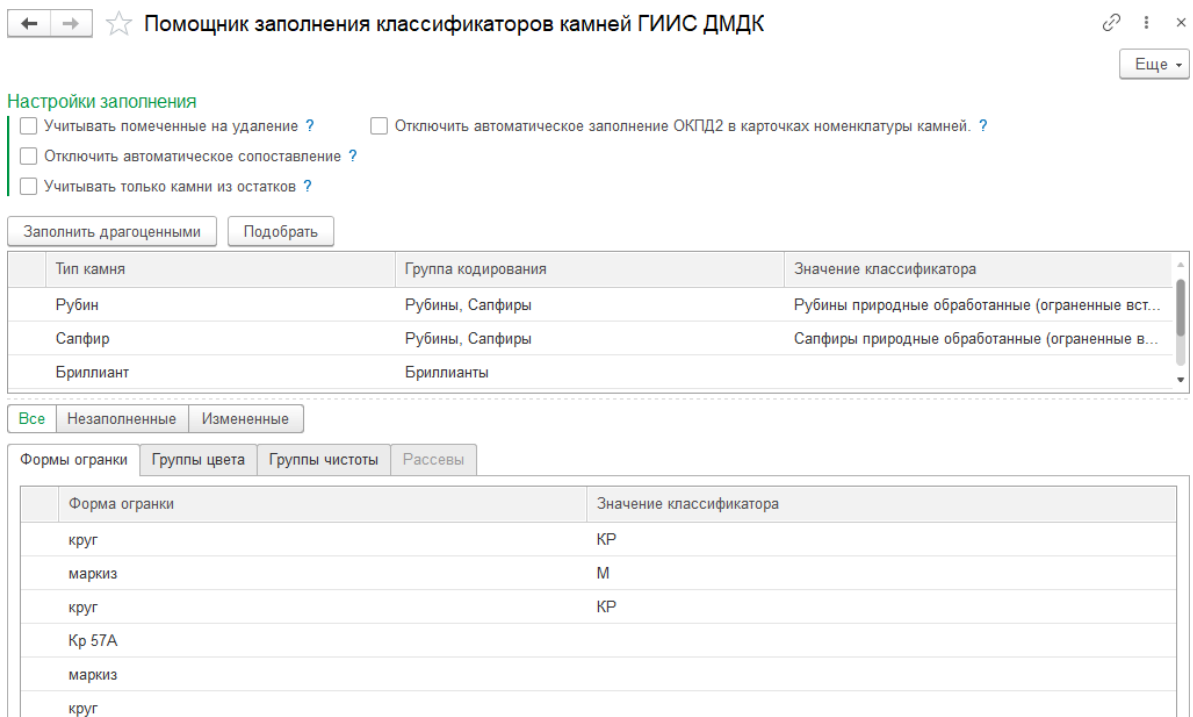 Помощник заполнения классификаторов камней ГИИС ДМДК
Еще
Настройки заполнения
Учитывать помеченные на удаление ? Отключить автоматическое заполнение ОКПД2 в карточках номенклатуры камней. ?
Отключить автоматическое сопоставление ?
Учитывать только камни из остатков ?
Заполнить драгоценными Подобрать
Тип камня Группа кодирования Значение классификатора
Рубин Рубины, Сапфиры Рубины природные обработанные (ограненные вст...
Сапфир Рубины, Сапфиры Сапфиры природные обработанные (ограненные в...
Бриллиант Бриллианты
Все Незаполненные Измененные
Формы огранки Группы цвета Группы чистоты Рассевы
Форма огранки Значение классификатора
круг КР
маркиз М
круг КР
Кр 57А
маркиз
круг